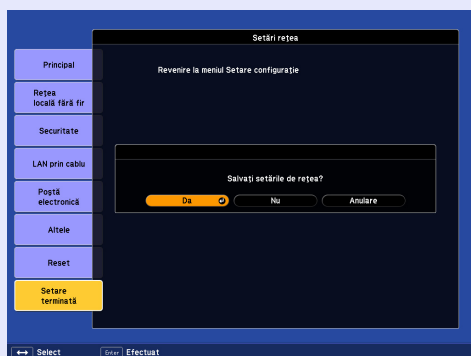 Setări rețea
Principal
Revenire la meniul Setare configurație
Rețea
locală fără fir
Securitate
LAN prin cablu
Salvați setările de rețea?
Da
Nu
Anulare
Poștă
electronică
Altele
Reset
Setare
terminată
Select
Enter Efectuat